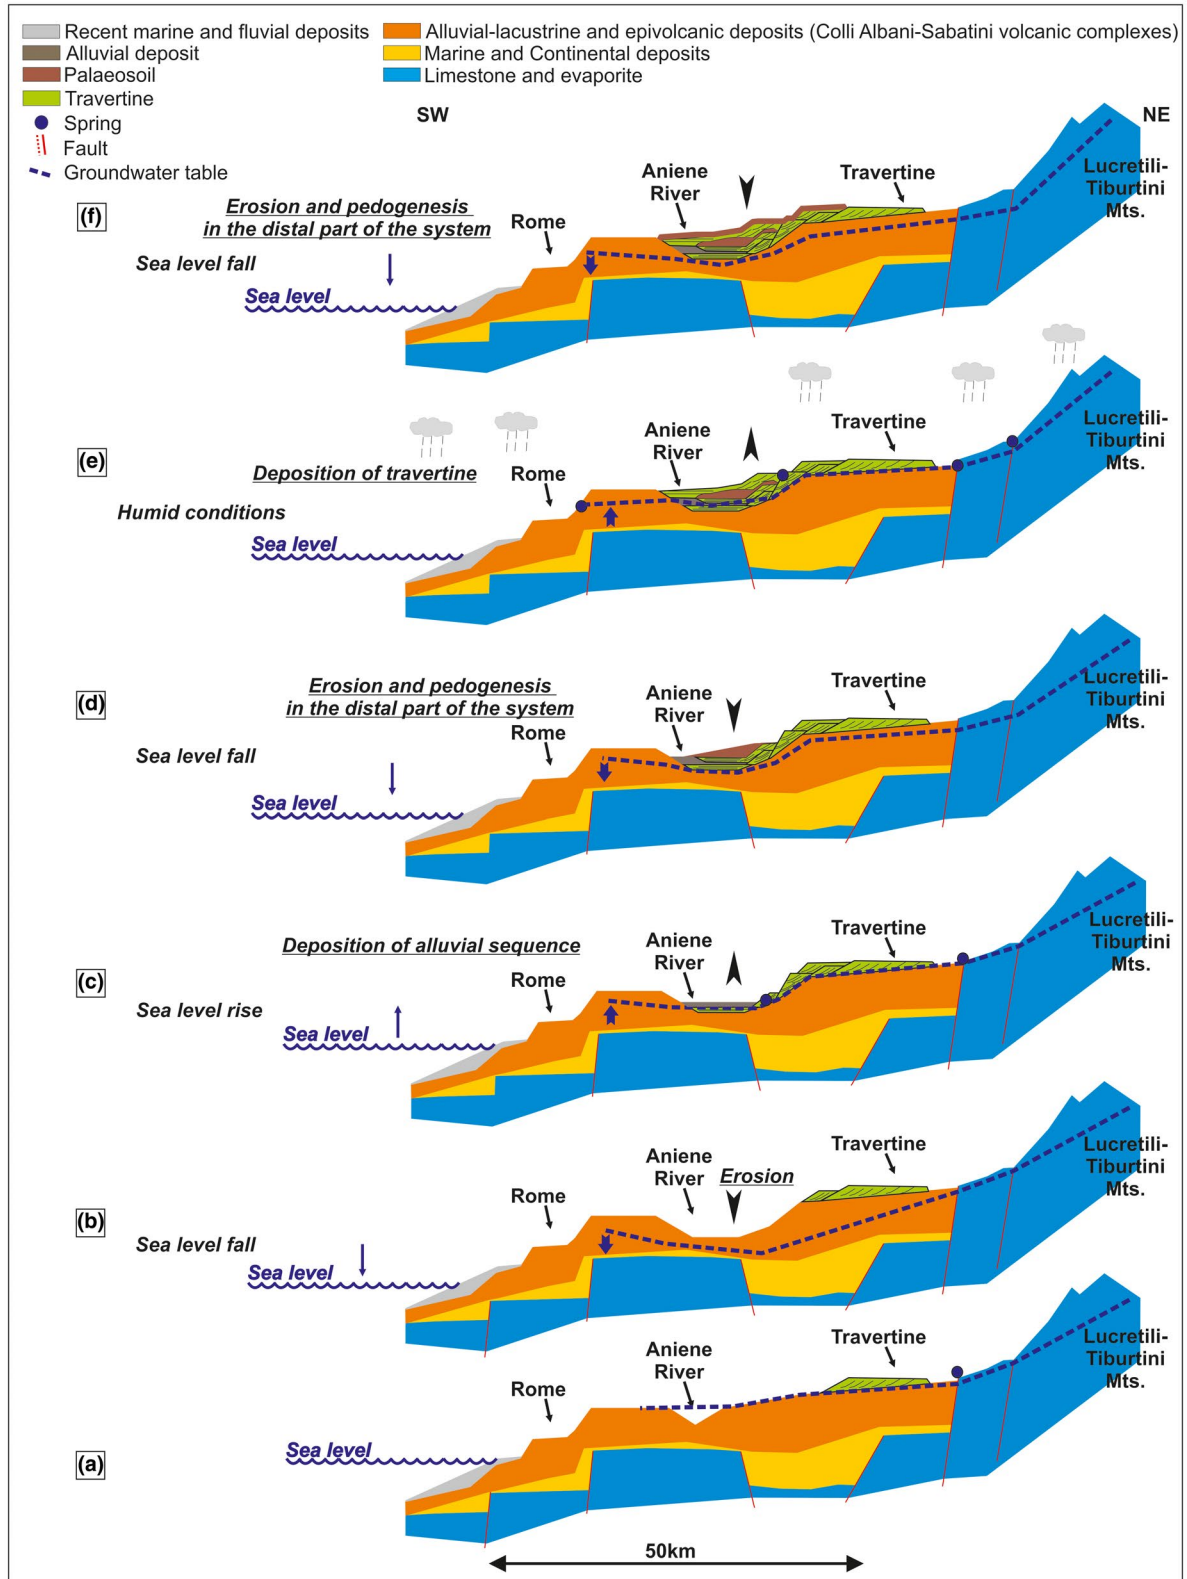 Recent marine and fluvial deposits
Alluvial deposit
Palaeosoil
Travertine
Spring
Fault
Groundwater table
Alluvial-lacustrine and epivolcanic deposits (Colli Albani-Sabatini volcanic complexes)
Marine and Continental deposits
Limestone and evaporite
SW
NE
(f)
Erosion and pedogenesis
in the distal part of the system
Sea level fall
Sea level
Rome
Aniene
River
Travertine
Lucretili-
Tiburtini
Mts.
(e)
Deposition of travertine
Humid conditions
Sea level
Rome
Aniene
River
Travertine
Lucretili-
Tiburtini
Mts.
(d)
Erosion and pedogenesis
in the distal part of the system
Sea level fall
Sea level
Rome
Aniene
River
Travertine
Lucretili-
Tiburtini
Mts.
(c)
Deposition of alluvial sequence
Sea level rise
Sea level
Rome
Aniene
River
Travertine
Lucretili-
Tiburtini
Mts.
(b)
Sea level fall
Sea level
Rome
Aniene
River
Erosion
Travertine
Lucretili-
Tiburtini
Mts.
(a)
Sea level
Rome
Aniene
River
Travertine
Lucretili-
Tiburtini
Mts.
50km